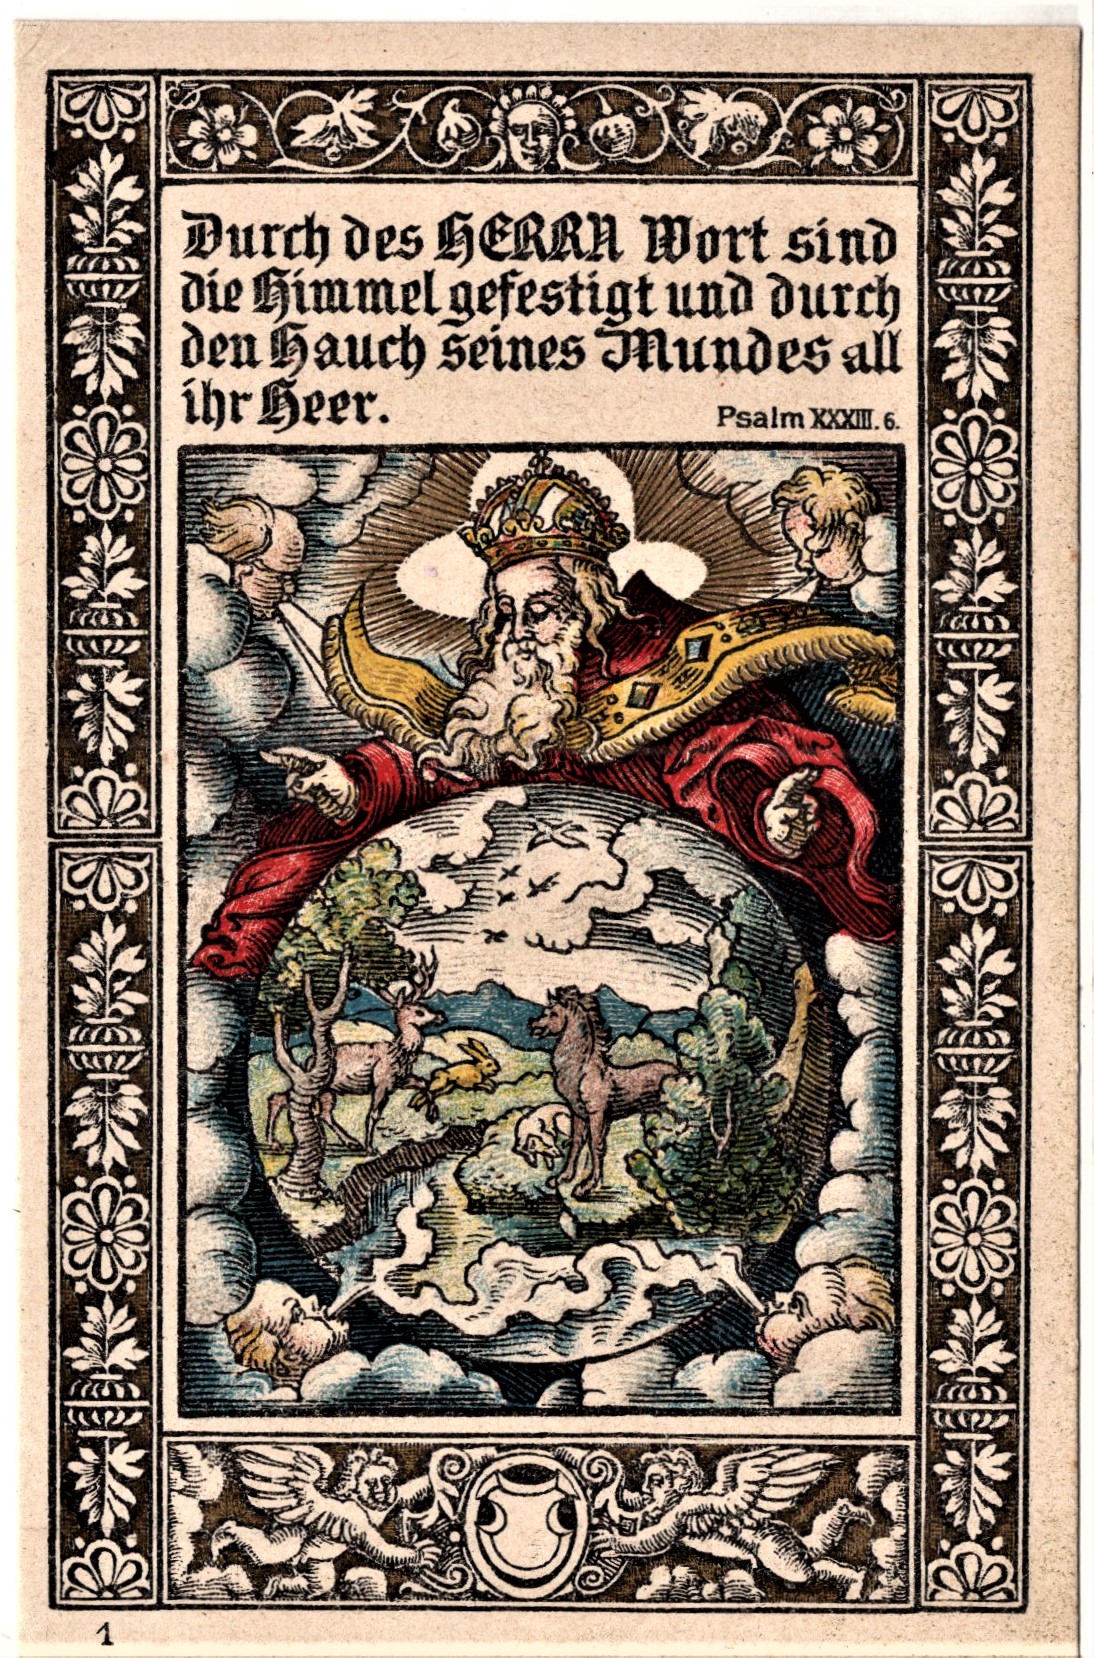 Durch des HERRN Wort sind
die Himmel gefestigt und durch
den Hauch seines Mundes all
ihr Heer.
Psalm XXXIII. 6.
1